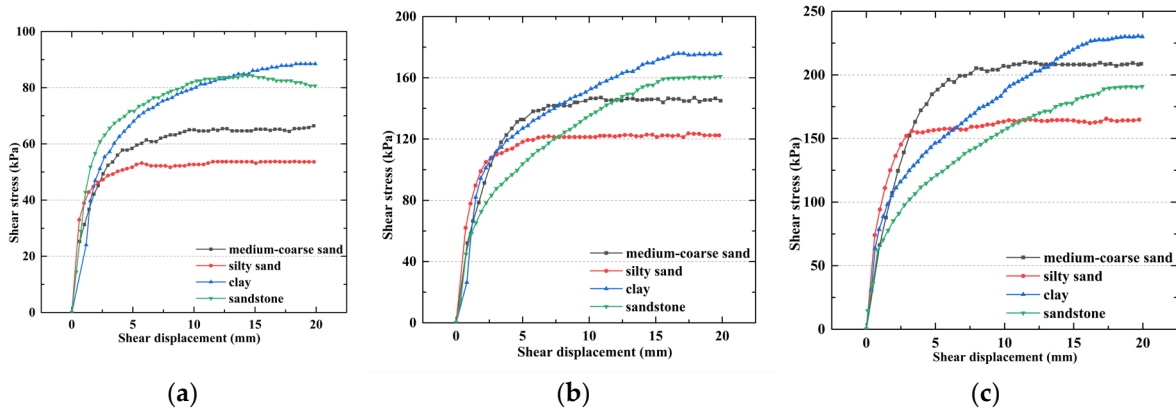 (a)
100
80
60
40
20
0
Shear stress (kPa)
medium-coarse sand
silty sand
clay
sandstone
0 5 10 15 20
Shear displacement (mm)
(a)
(b)
200
160
120
80
40
0
Shear stress (kPa)
medium-coarse sand
silty sand
clay
sandstone
0 5 10 15 20
Shear displacement (mm)
(b)
(c)
250
200
150
100
50
0
Shear stress (kPa)
medium-coarse sand
silty sand
clay
sandstone
0 5 10 15 20
Shear displacement (mm)
(c)